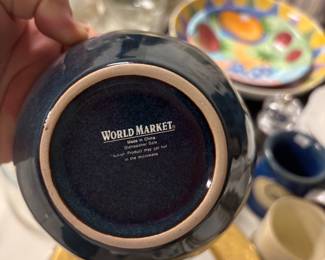 WORLD MARKET®
Made in China
Dishwasher Safe
Product may get hot
in the microwave